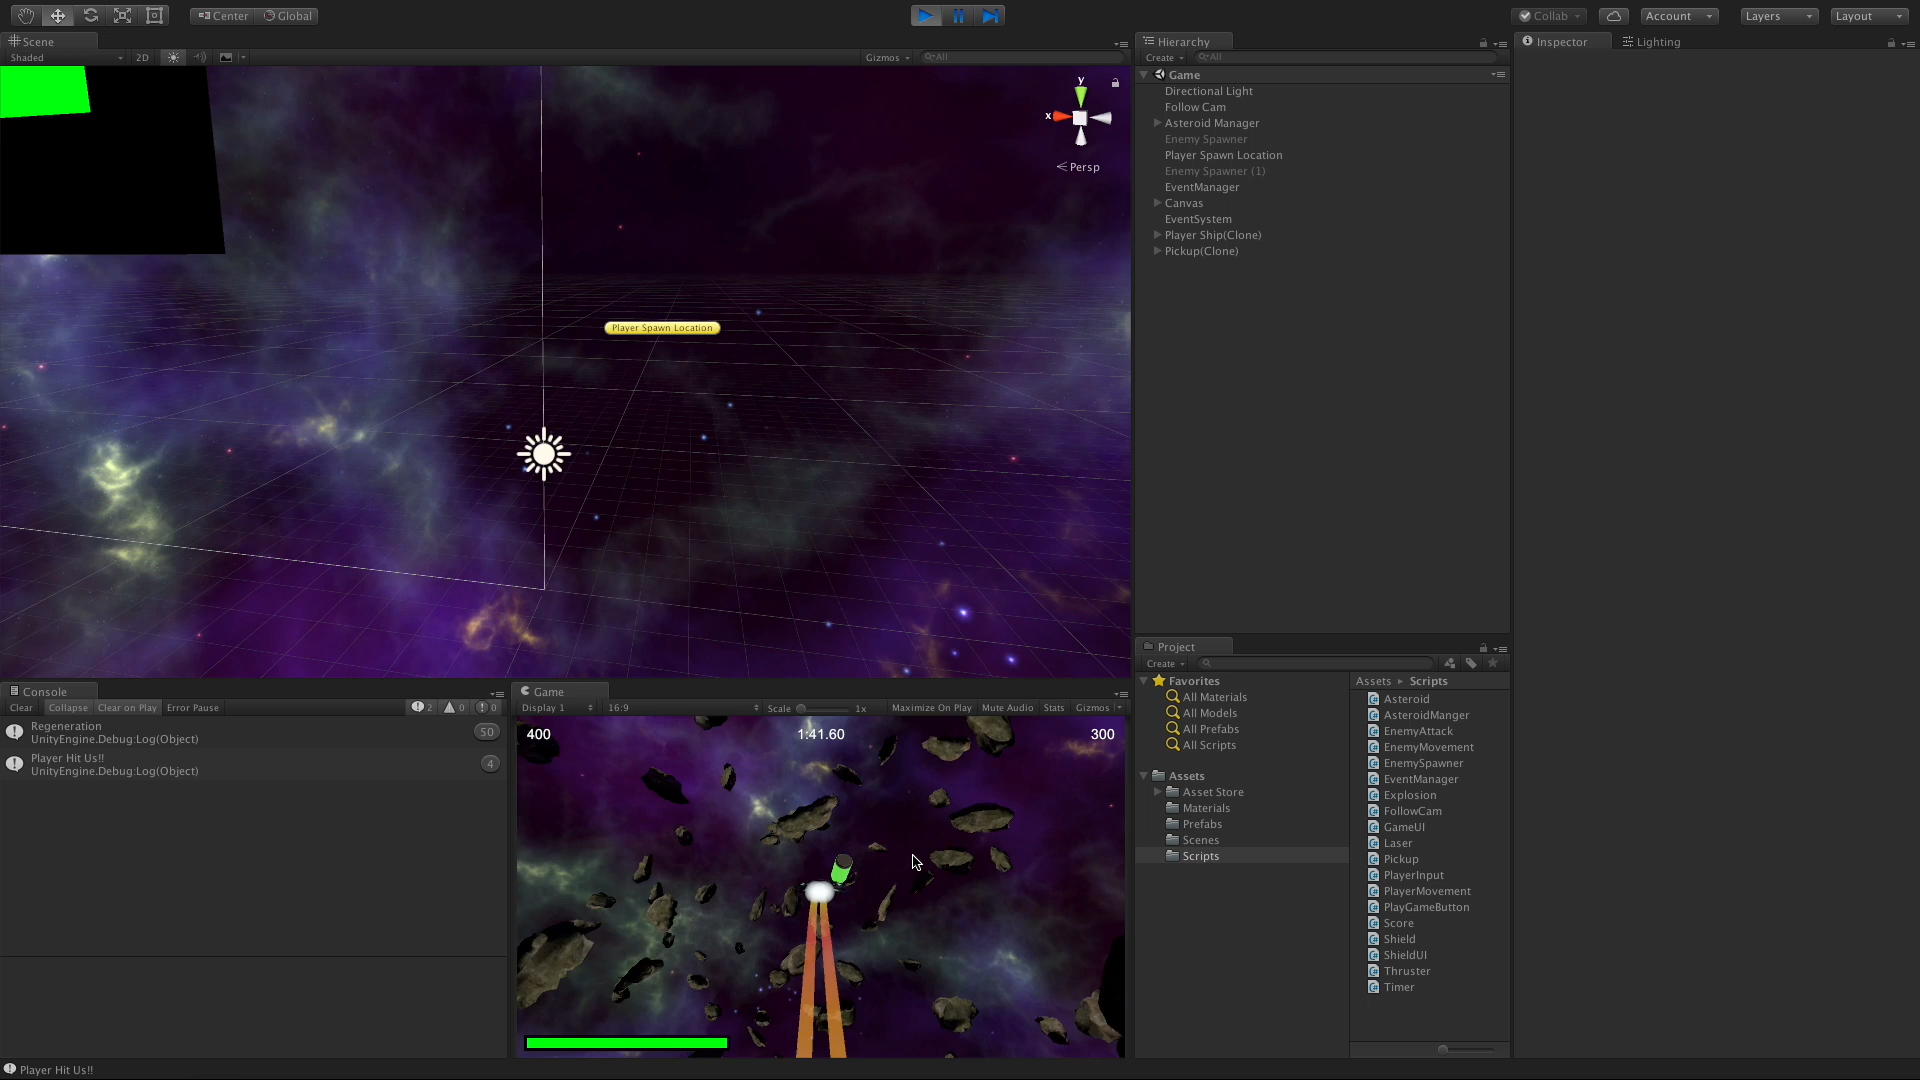 Center Global Collab Account Layers Layout
Scene
Shaded 2D Gizmos All
y
x
Persp
Player Spawn Location
Hierarchy
Create All
Game
Directional Light
Follow Cam
Asteroid Manager
Enemy Spawner
Player Spawn Location
Enemy Spawner (1)
EventManager
Canvas
EventSystem
Player Ship(Clone)
Pickup(Clone)
Inspector Lighting
Project
Create
Favorites
All Materials
All Models
All Prefabs
All Scripts
Assets
Asset Store
Materials
Prefabs
Scenes
Scripts
Assets Scripts
Asteroid
AsteroidManger
EnemyAttack
EnemyMovement
EnemySpawner
EventManager
Explosion
FollowCam
GameUI
Laser
Pickup
PlayerInput
PlayerMovement
PlayGameButton
Score
Shield
ShieldUI
Thruster
Timer
Console
Clear Collapse Clear on Play Error Pause 2 0 0
Regeneration 50
UnityEngine.Debug:Log(Object)
Player Hit Us!! 4
UnityEngine.Debug:Log(Object)
Game
Display 1 16:9 Scale 1x Maximize On Play Mute Audio Stats Gizmos
400 1:41.60 300
Player Hit Us!!